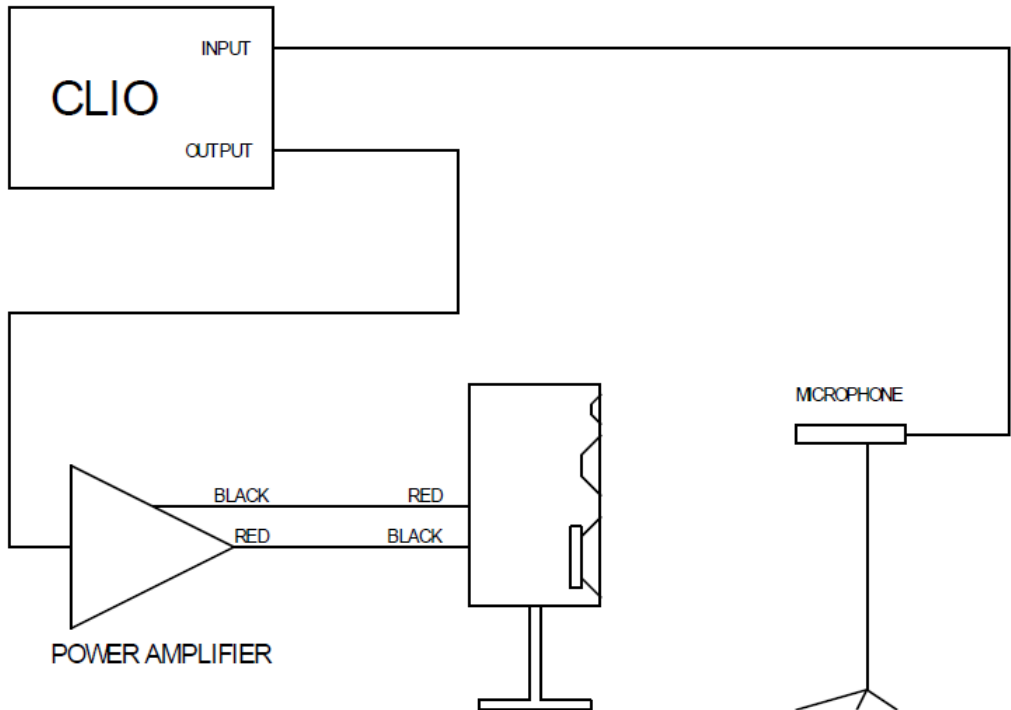 INPUT
CLIO
OUTPUT
MICROPHONE
BLACK RED
RED BLACK
POWER AMPLIFIER